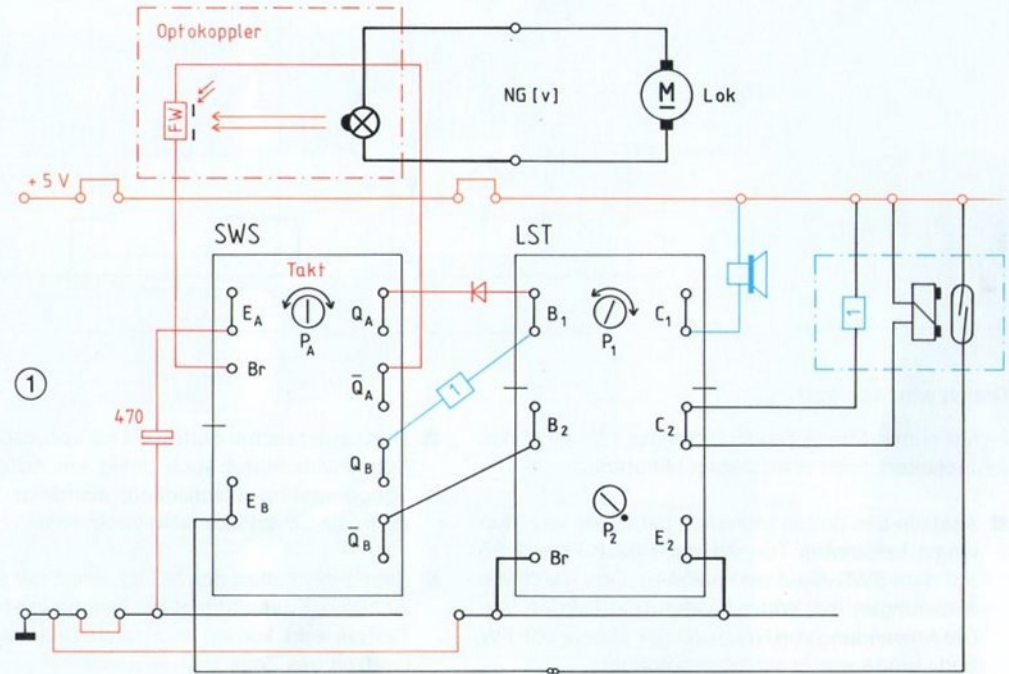 Optokoppler
FW
NG [v]
M
Lok
+ 5 V
SWS
LST
Takt
E_A
P_A
Q_A
B_1
P_1
C_1
1
①
Br
Q̅_A
1
470
B_2
C_2
Q_B
E_B
P_2
E_2
Q̅_B
Br